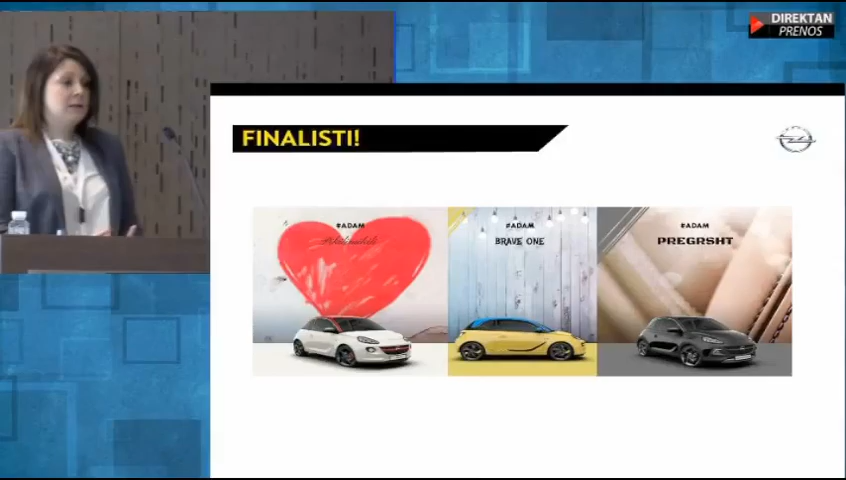 DIREKTAN
PRENOS
FINALISTI!
#ADAM
#ADAM
BRAVE ONE
#ADAM
PREGRSHT